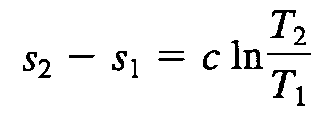 s₂ − s₁ = c ln T₂/T₁